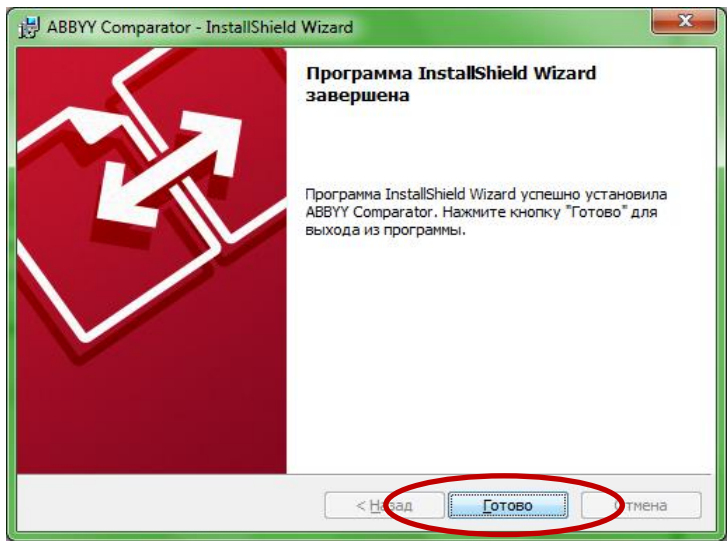 ABBYY Comparator - InstallShield Wizard
Программа InstallShield Wizard
завершена
Программа InstallShield Wizard успешно установила
ABBYY Comparator. Нажмите кнопку "Готово" для
выхода из программы.
< Назад Готово Отмена